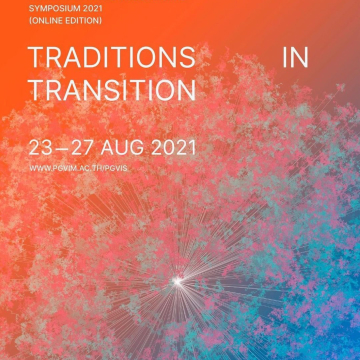 SYMPOSIUM 2021
(ONLINE EDITION)
TRADITIONS IN
TRANSITION
23—27 AUG 2021
WWW.PGVIM.AC.TH/PGVIS